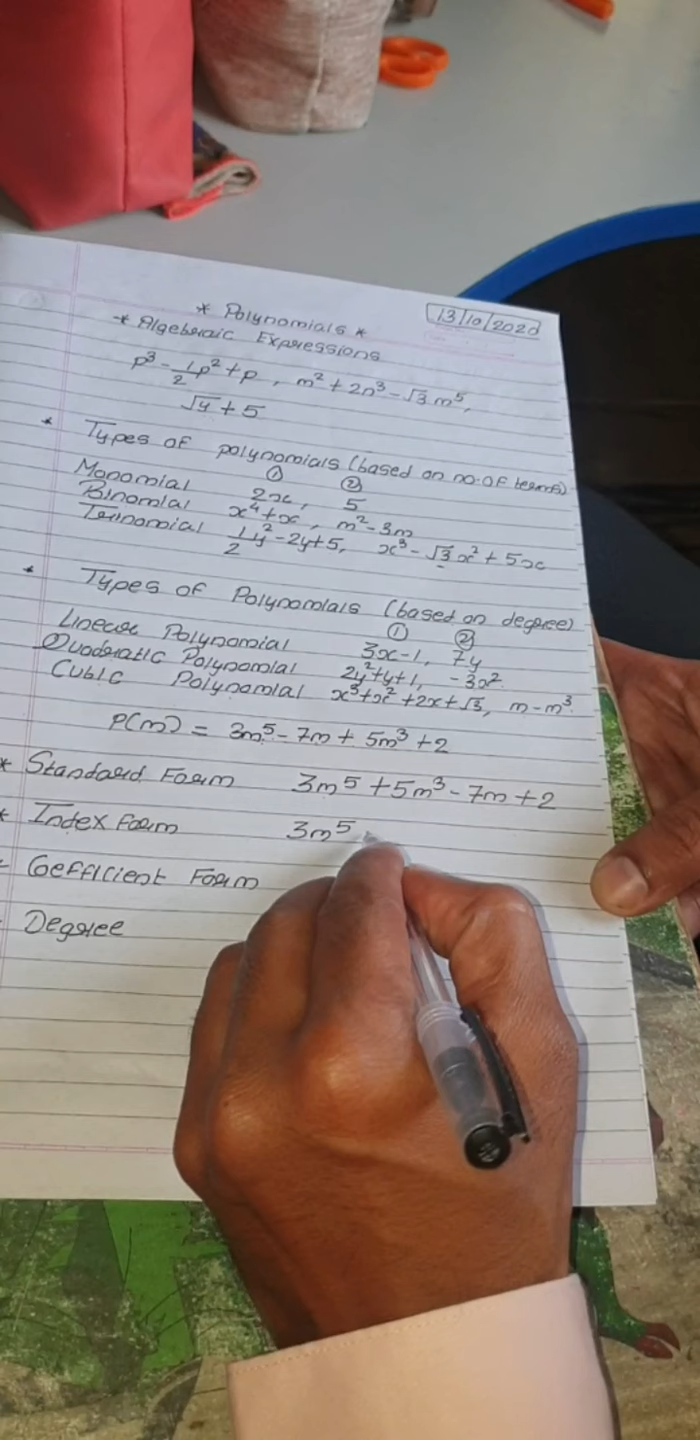 * Polynomials *
13/10/2020
* Algebraic Expressions
p³ - 1/2 p² + p , m² + 2n³ - √3 m⁵,
√y + 5
* Types of polynomials (based on no. of terms)
① ②
Monomial 2x, 5
Binomial x⁴+x , m²-3m
Trinomial 1/2 y² - 2y + 5, x³ - √3 x² + 5x
* Types of Polynomials (based on degree)
① ②
Linear Polynomial 3x-1, 7y
Quadratic Polynomial 2y²+y+1, -3x²
Cubic Polynomial x³+x²+2x+√3, m-m³
P(m) = 3m⁵ - 7m + 5m³ + 2
* Standard Form 3m⁵ + 5m³ - 7m + 2
* Index Form 3m⁵
Coefficient Form
Degree